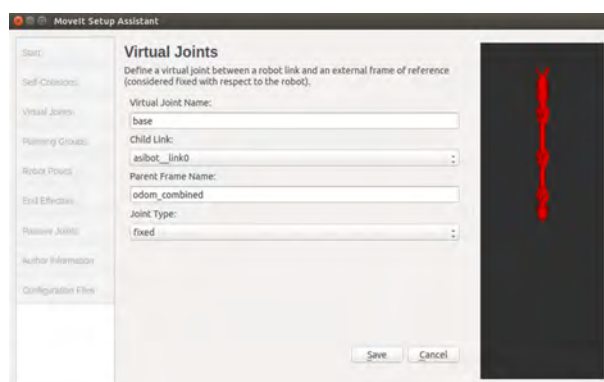 MoveIt Setup Assistant
Start
Self-Collisions
Virtual Joints
Planning Groups
Robot Poses
End Effectors
Passive Joints
Author Information
Configuration Files
Virtual Joints
Define a virtual joint between a robot link and an external frame of reference
(considered fixed with respect to the robot).
Virtual Joint Name:
base
Child Link:
asibot__link0
Parent Frame Name:
odom_combined
Joint Type:
fixed
Save Cancel